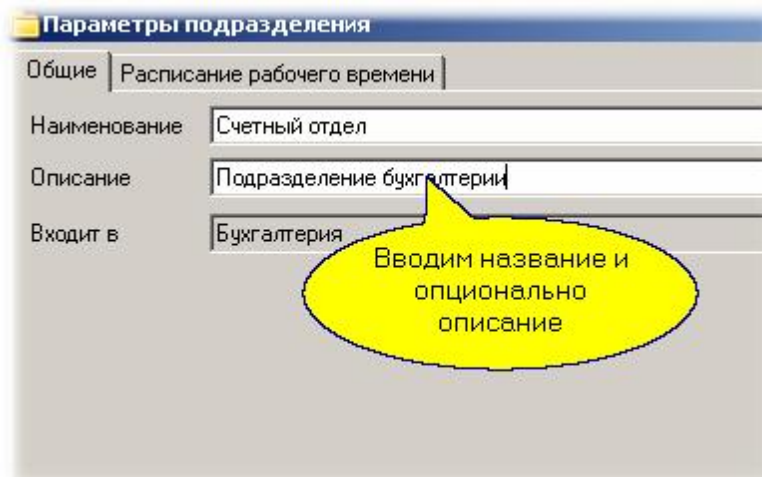 Параметры подразделения
Общие Расписание рабочего времени
Наименование Счетный отдел
Описание Подразделение бухгалтерии
Входит в Бухгалтерия
Вводим название и
опционально
описание